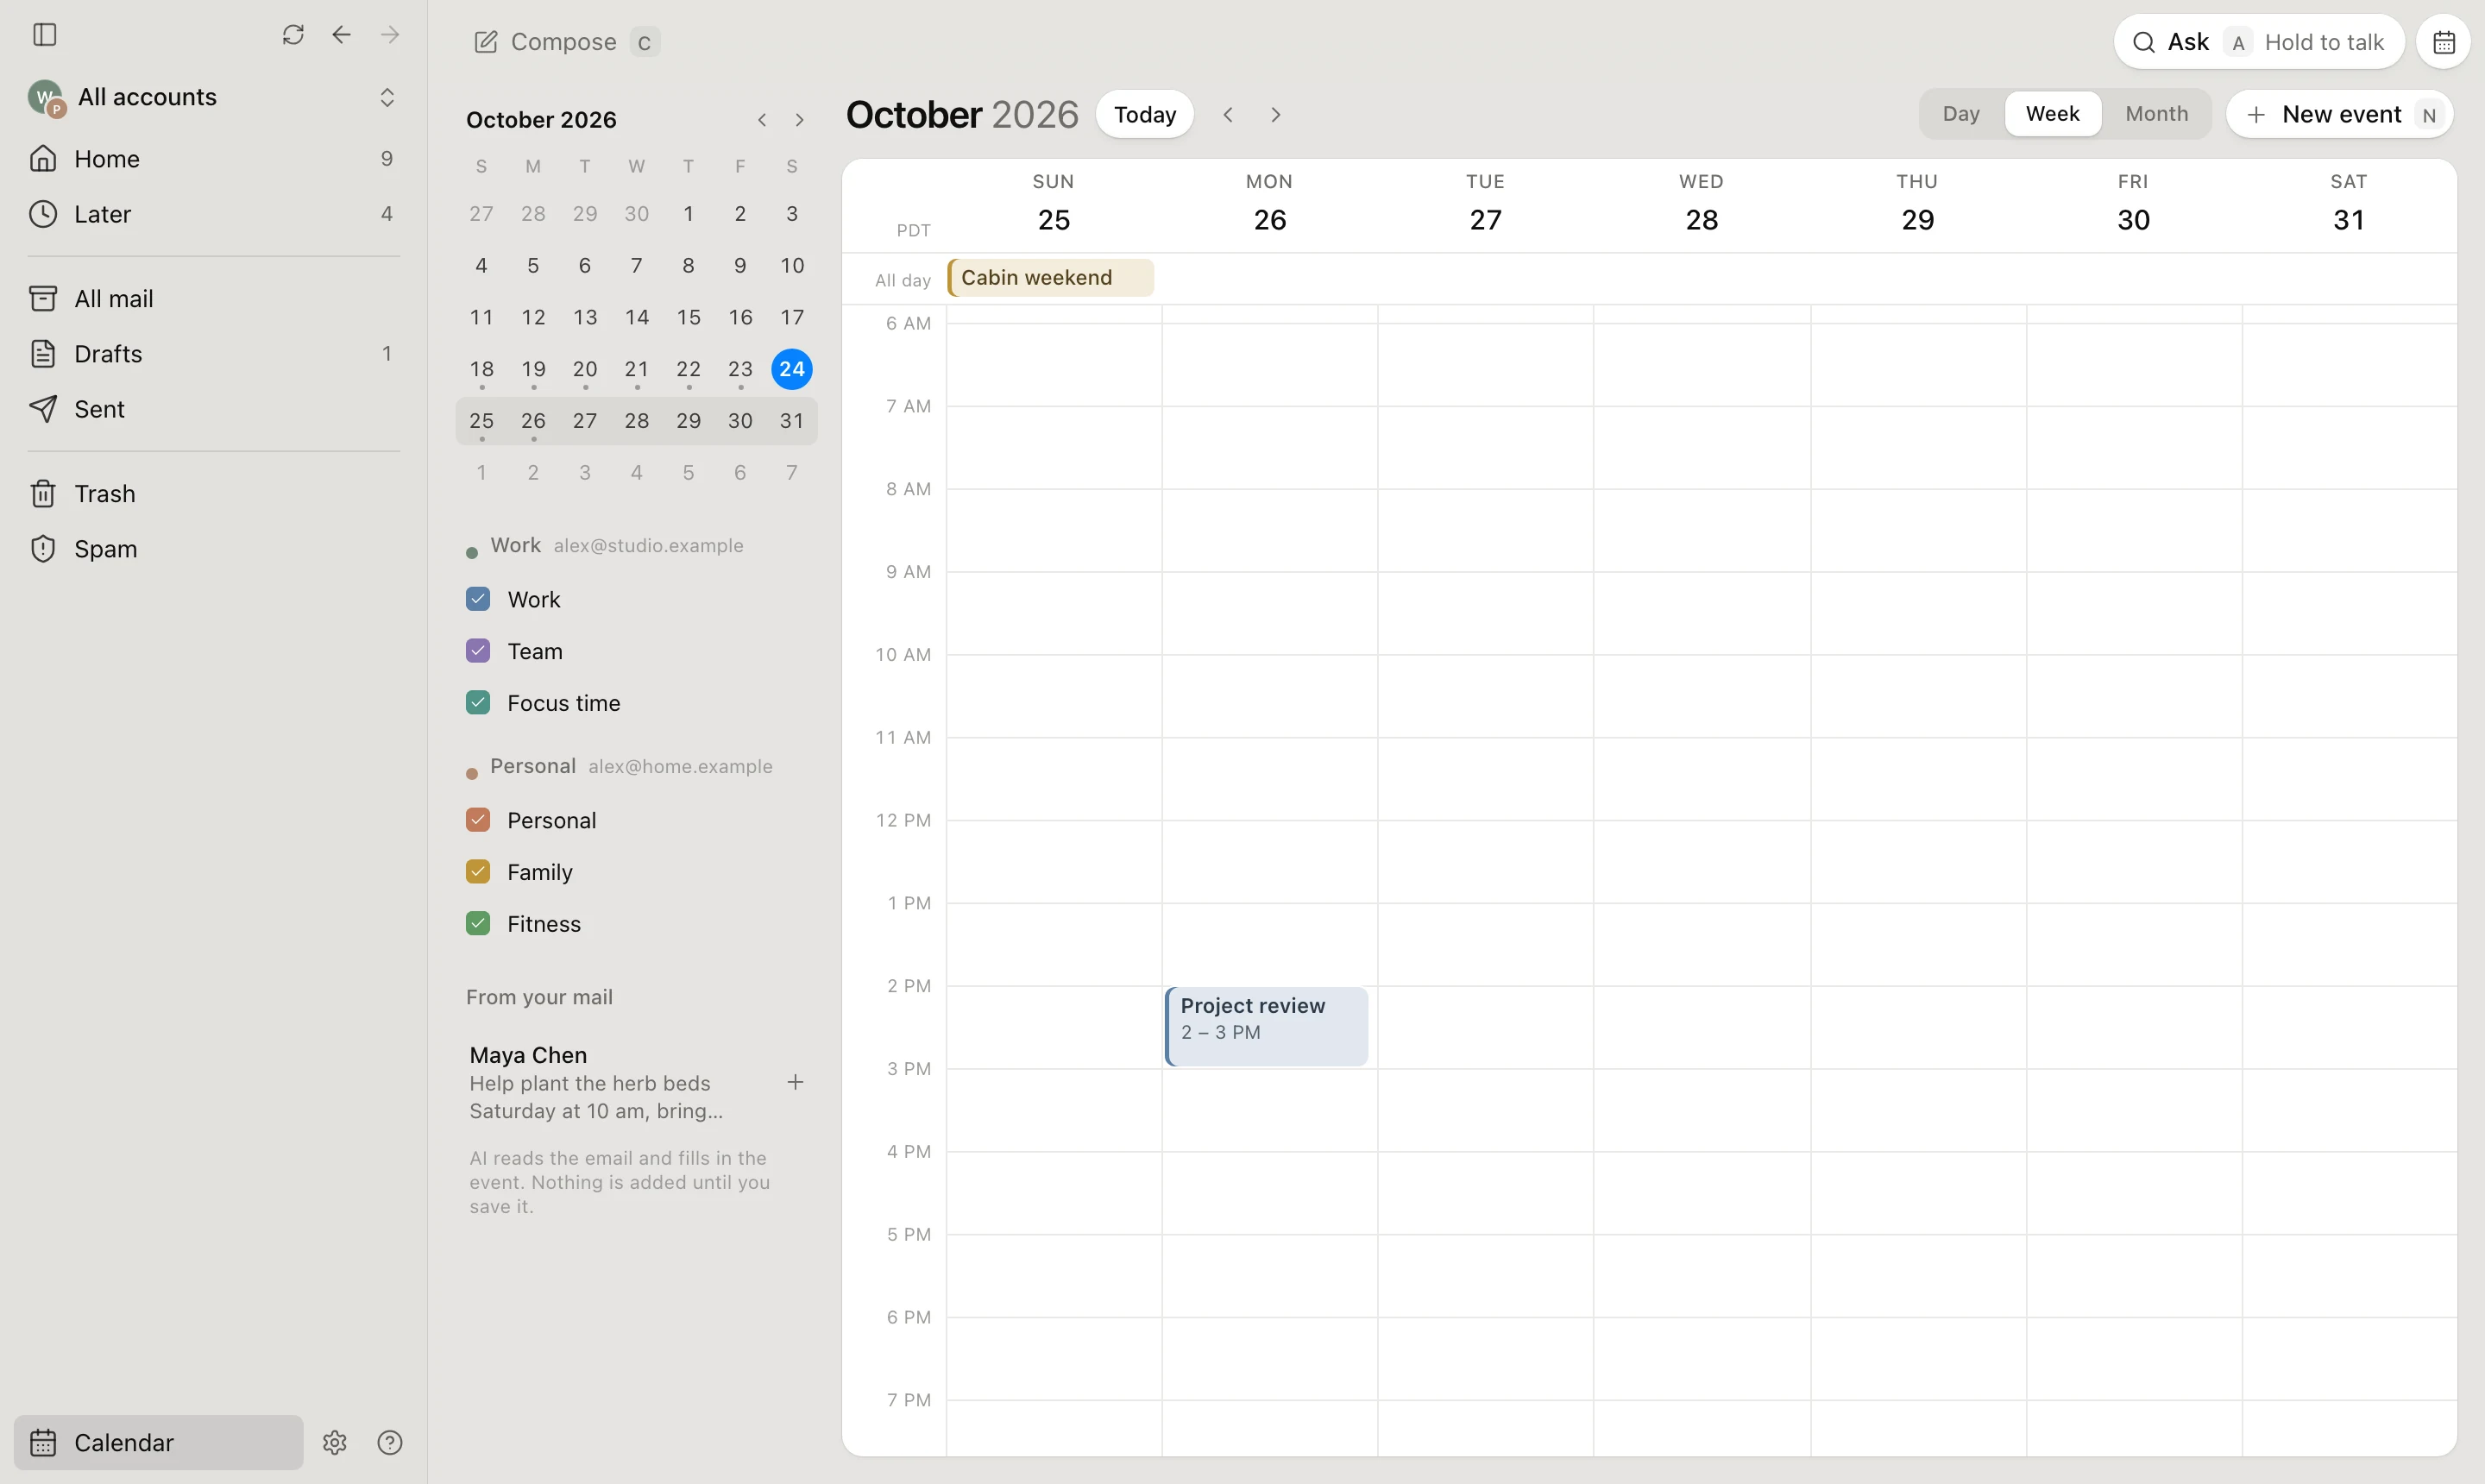 W
P
All accounts
Home 9
Later 4
All mail
Drafts 1
Sent
Trash
Spam
Calendar
Compose C
October 2026
S M T W T F S
27 28 29 30 1 2 3
4 5 6 7 8 9 10
11 12 13 14 15 16 17
18 19 20 21 22 23 24
25 26 27 28 29 30 31
1 2 3 4 5 6 7
Work alex@studio.example
Work
Team
Focus time
Personal alex@home.example
Personal
Family
Fitness
From your mail
Maya Chen
Help plant the herb beds
Saturday at 10 am, bring...
AI reads the email and fills in the
event. Nothing is added until you
save it.
Ask A Hold to talk
October 2026 Today
Day Week Month
New event N
SUN MON TUE WED THU FRI SAT
PDT 25 26 27 28 29 30 31
All day Cabin weekend
6 AM
7 AM
8 AM
9 AM
10 AM
11 AM
12 PM
1 PM
2 PM
Project review
2 – 3 PM
3 PM
4 PM
5 PM
6 PM
7 PM